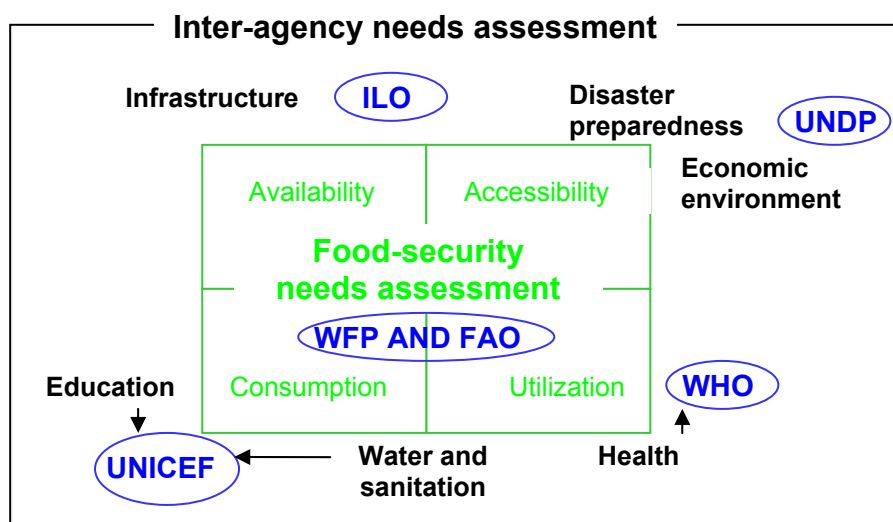 Inter-agency needs assessment
Infrastructure
ILO
Disaster
preparedness
UNDP
Economic
environment
Availability
Accessibility
Food-security
needs assessment
WFP AND FAO
Education
Consumption
Utilization
WHO
UNICEF
Water and
sanitation
Health